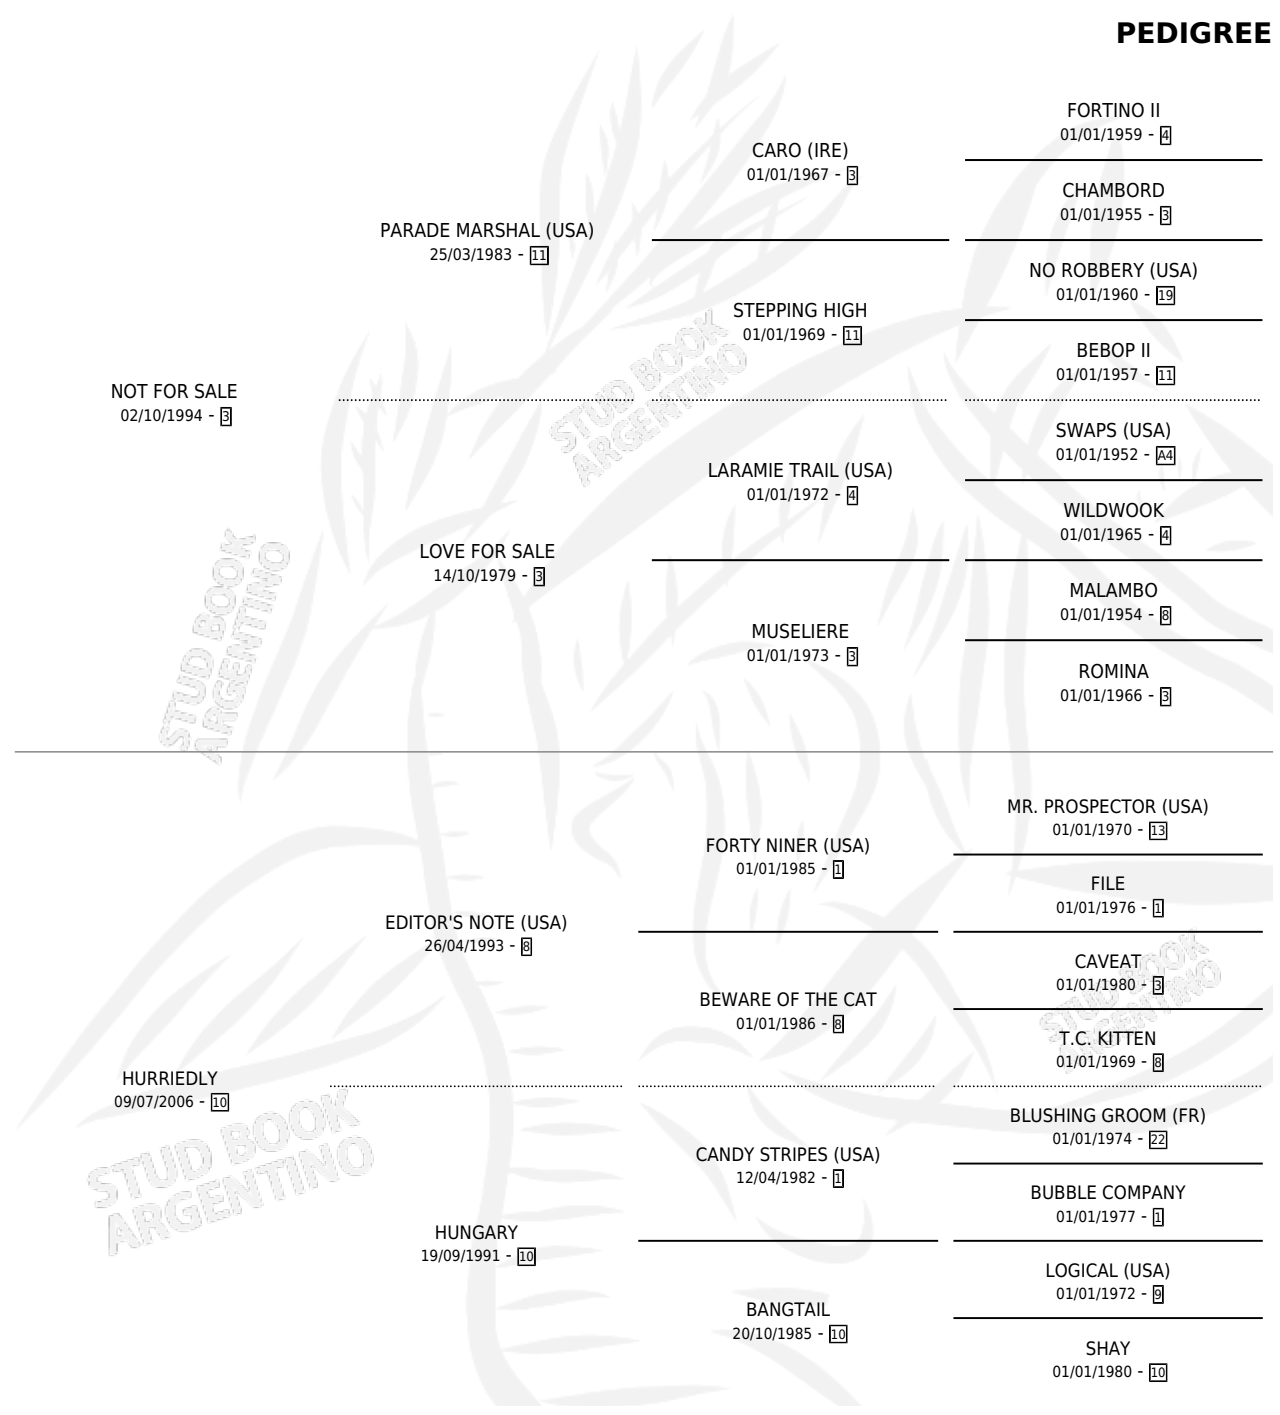 PEDIGREE
FORTINO II
01/01/1959 - 4
CARO (IRE)
01/01/1967 - 3
CHAMBORD
01/01/1955 - 3
PARADE MARSHAL (USA)
25/03/1983 - 11
NO ROBBERY (USA)
01/01/1960 - 19
STEPPING HIGH
01/01/1969 - 11
BEBOP II
01/01/1957 - 11
NOT FOR SALE
02/10/1994 - 3
SWAPS (USA)
01/01/1952 - A4
LARAMIE TRAIL (USA)
01/01/1972 - 4
WILDWOOK
01/01/1965 - 4
LOVE FOR SALE
14/10/1979 - 3
MALAMBO
01/01/1954 - 8
MUSELIERE
01/01/1973 - 3
ROMINA
01/01/1966 - 3
MR. PROSPECTOR (USA)
01/01/1970 - 13
FORTY NINER (USA)
01/01/1985 - 1
FILE
01/01/1976 - 1
EDITOR'S NOTE (USA)
26/04/1993 - 8
CAVEAT
01/01/1980 - 3
BEWARE OF THE CAT
01/01/1986 - 8
T.C. KITTEN
01/01/1969 - 8
HURRIEDLY
09/07/2006 - 10
BLUSHING GROOM (FR)
01/01/1974 - 22
CANDY STRIPES (USA)
12/04/1982 - 1
BUBBLE COMPANY
01/01/1977 - 1
HUNGARY
19/09/1991 - 10
LOGICAL (USA)
01/01/1972 - 9
BANGTAIL
20/10/1985 - 10
SHAY
01/01/1980 - 10
STUD BOOK
ARGENTINO
STUD BOOK
ARGENTINO
STUD BOOK
ARGENTINO
STUD BOOK
ARGENTINO